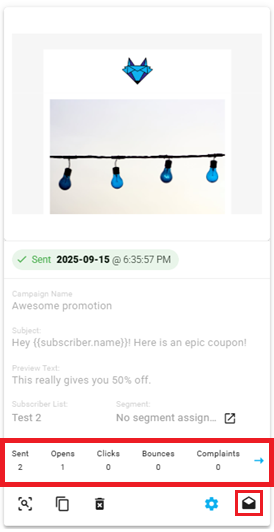 Sent 2025-09-15 @ 6:35:57 PM
Campaign Name
Awesome promotion
Subject:
Hey {{subscriber.name}}! Here is an epic coupon!
Preview Text:
This really gives you 50% off.
Subscriber List: Segment:
Test 2 No segment assign...
Sent Opens Clicks Bounces Complaints
2 1 0 0 0